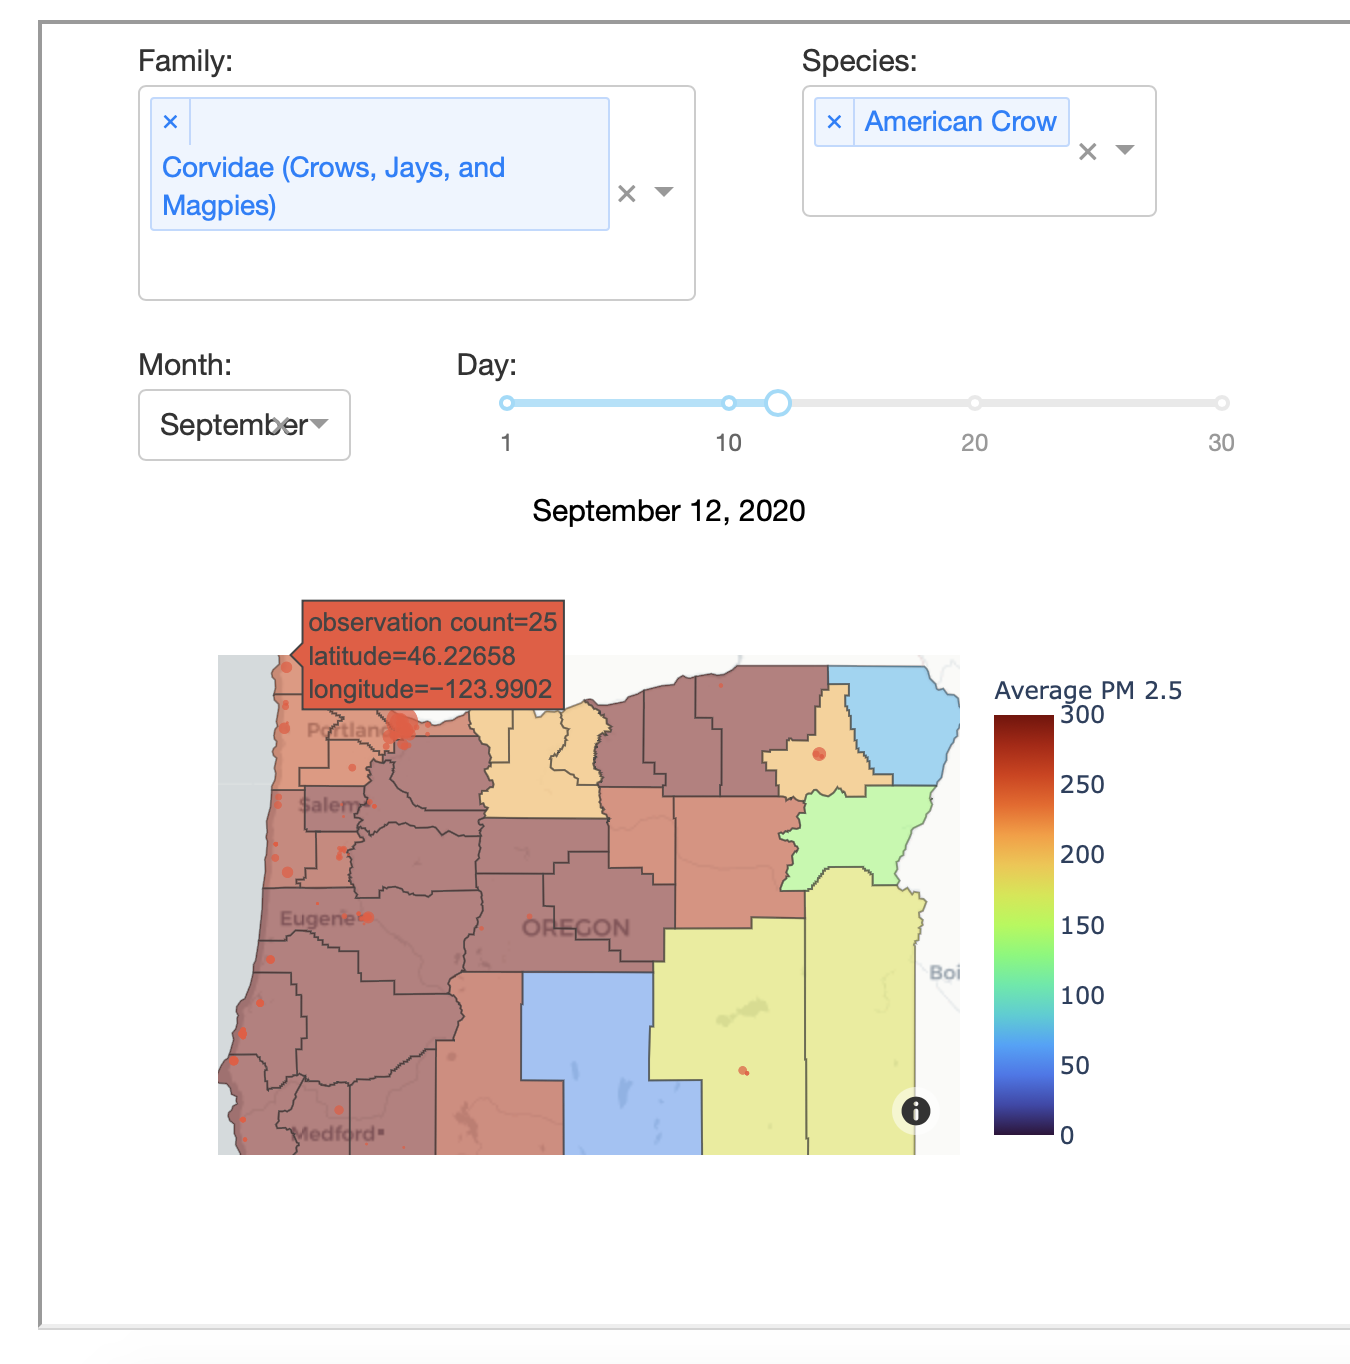 Family:
Species:
× Corvidae (Crows, Jays, and
Magpies)
× American Crow
Month:
Day:
September
1
10
20
30
September 12, 2020
observation count=25
latitude=46.22658
longitude=−123.9902
Average PM 2.5
300
250
200
150
100
50
0
Portland
Salem
Eugene
OREGON
Boi
Medford
i